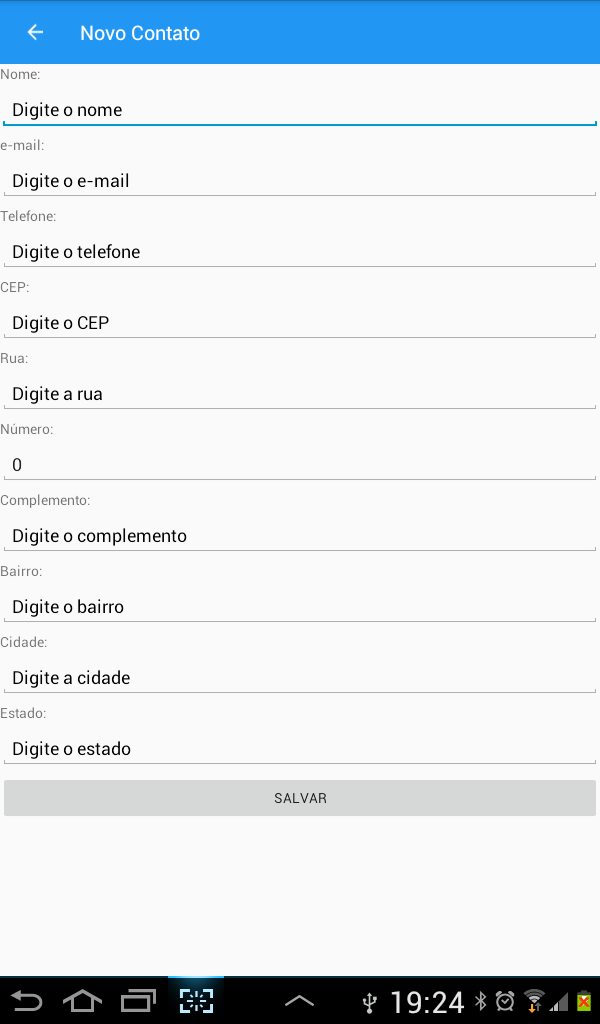 Novo Contato
Nome:
Digite o nome
e-mail:
Digite o e-mail
Telefone:
Digite o telefone
CEP:
Digite o CEP
Rua:
Digite a rua
Número:
0
Complemento:
Digite o complemento
Bairro:
Digite o bairro
Cidade:
Digite a cidade
Estado:
Digite o estado
SALVAR
19:24